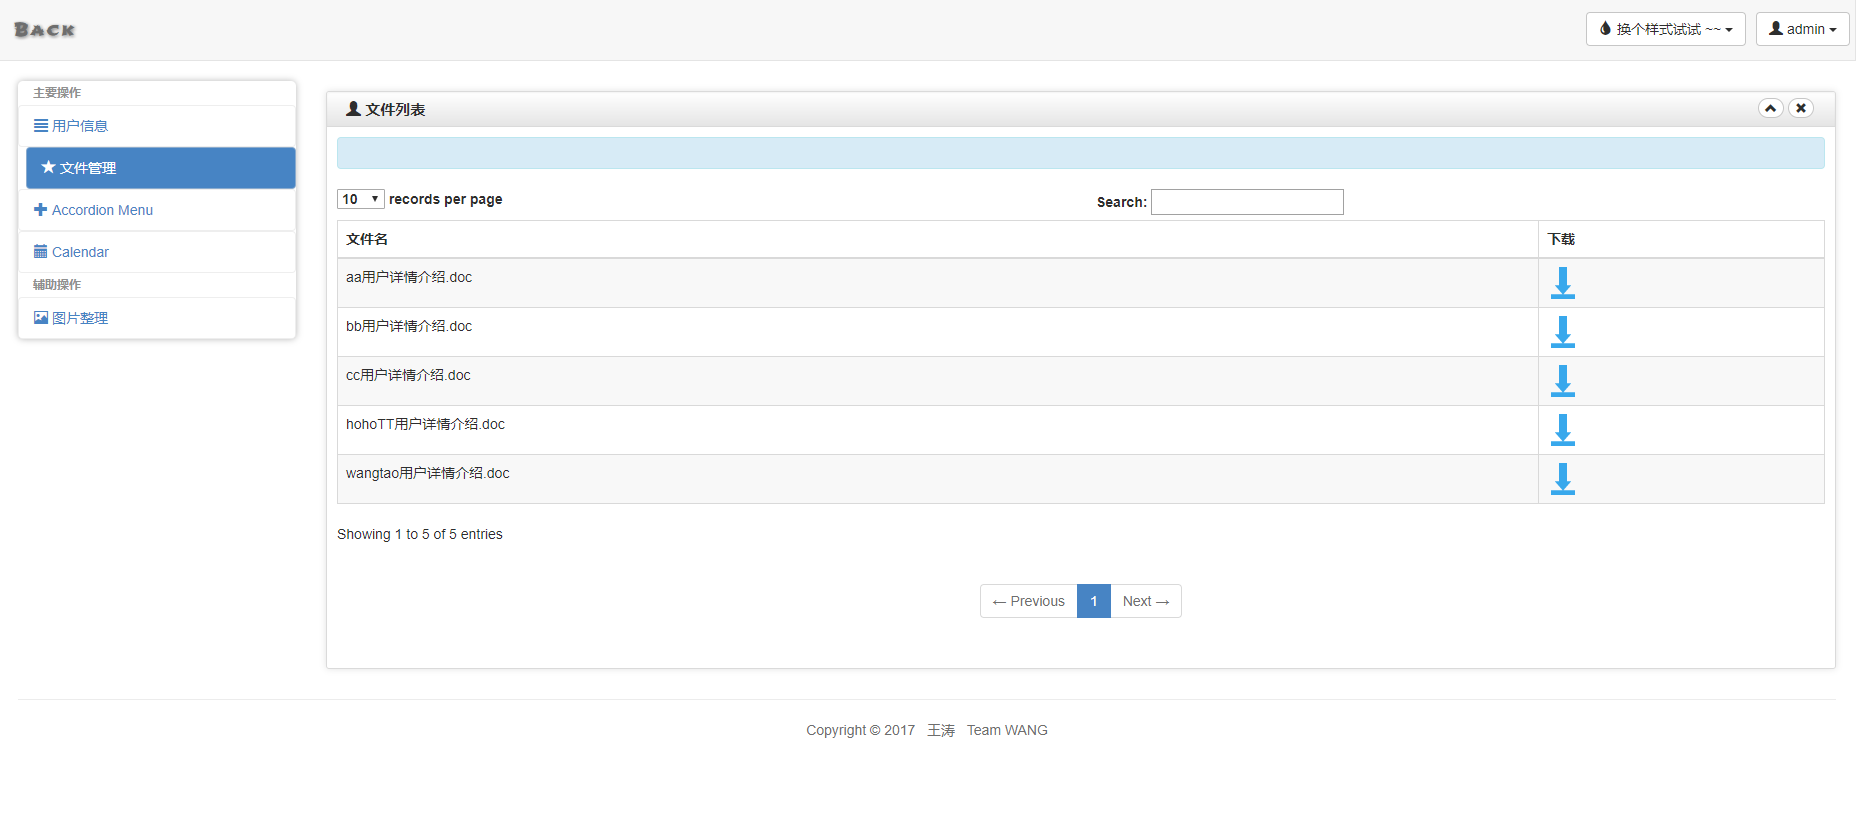 BACK
换个样式试试 ~~
admin
主要操作
用户信息
文件管理
Accordion Menu
Calendar
辅助操作
图片整理
文件列表
10 records per page
Search:
文件名 下载
aa用户详情介绍.doc
bb用户详情介绍.doc
cc用户详情介绍.doc
hohoTT用户详情介绍.doc
wangtao用户详情介绍.doc
Showing 1 to 5 of 5 entries
← Previous 1 Next →
Copyright © 2017 王涛 Team WANG